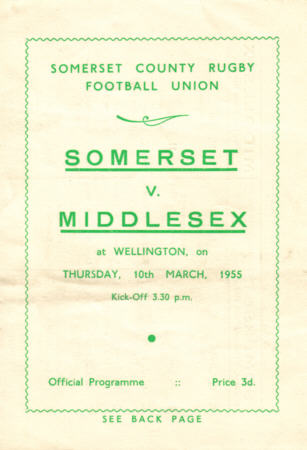 SOMERSET COUNTY RUGBY
FOOTBALL UNION
SOMERSET
V.
MIDDLESEX
at WELLINGTON, on
THURSDAY, 10th MARCH, 1955
Kick-Off 3.30 p.m.
Official Programme :: Price 3d.
SEE BACK PAGE